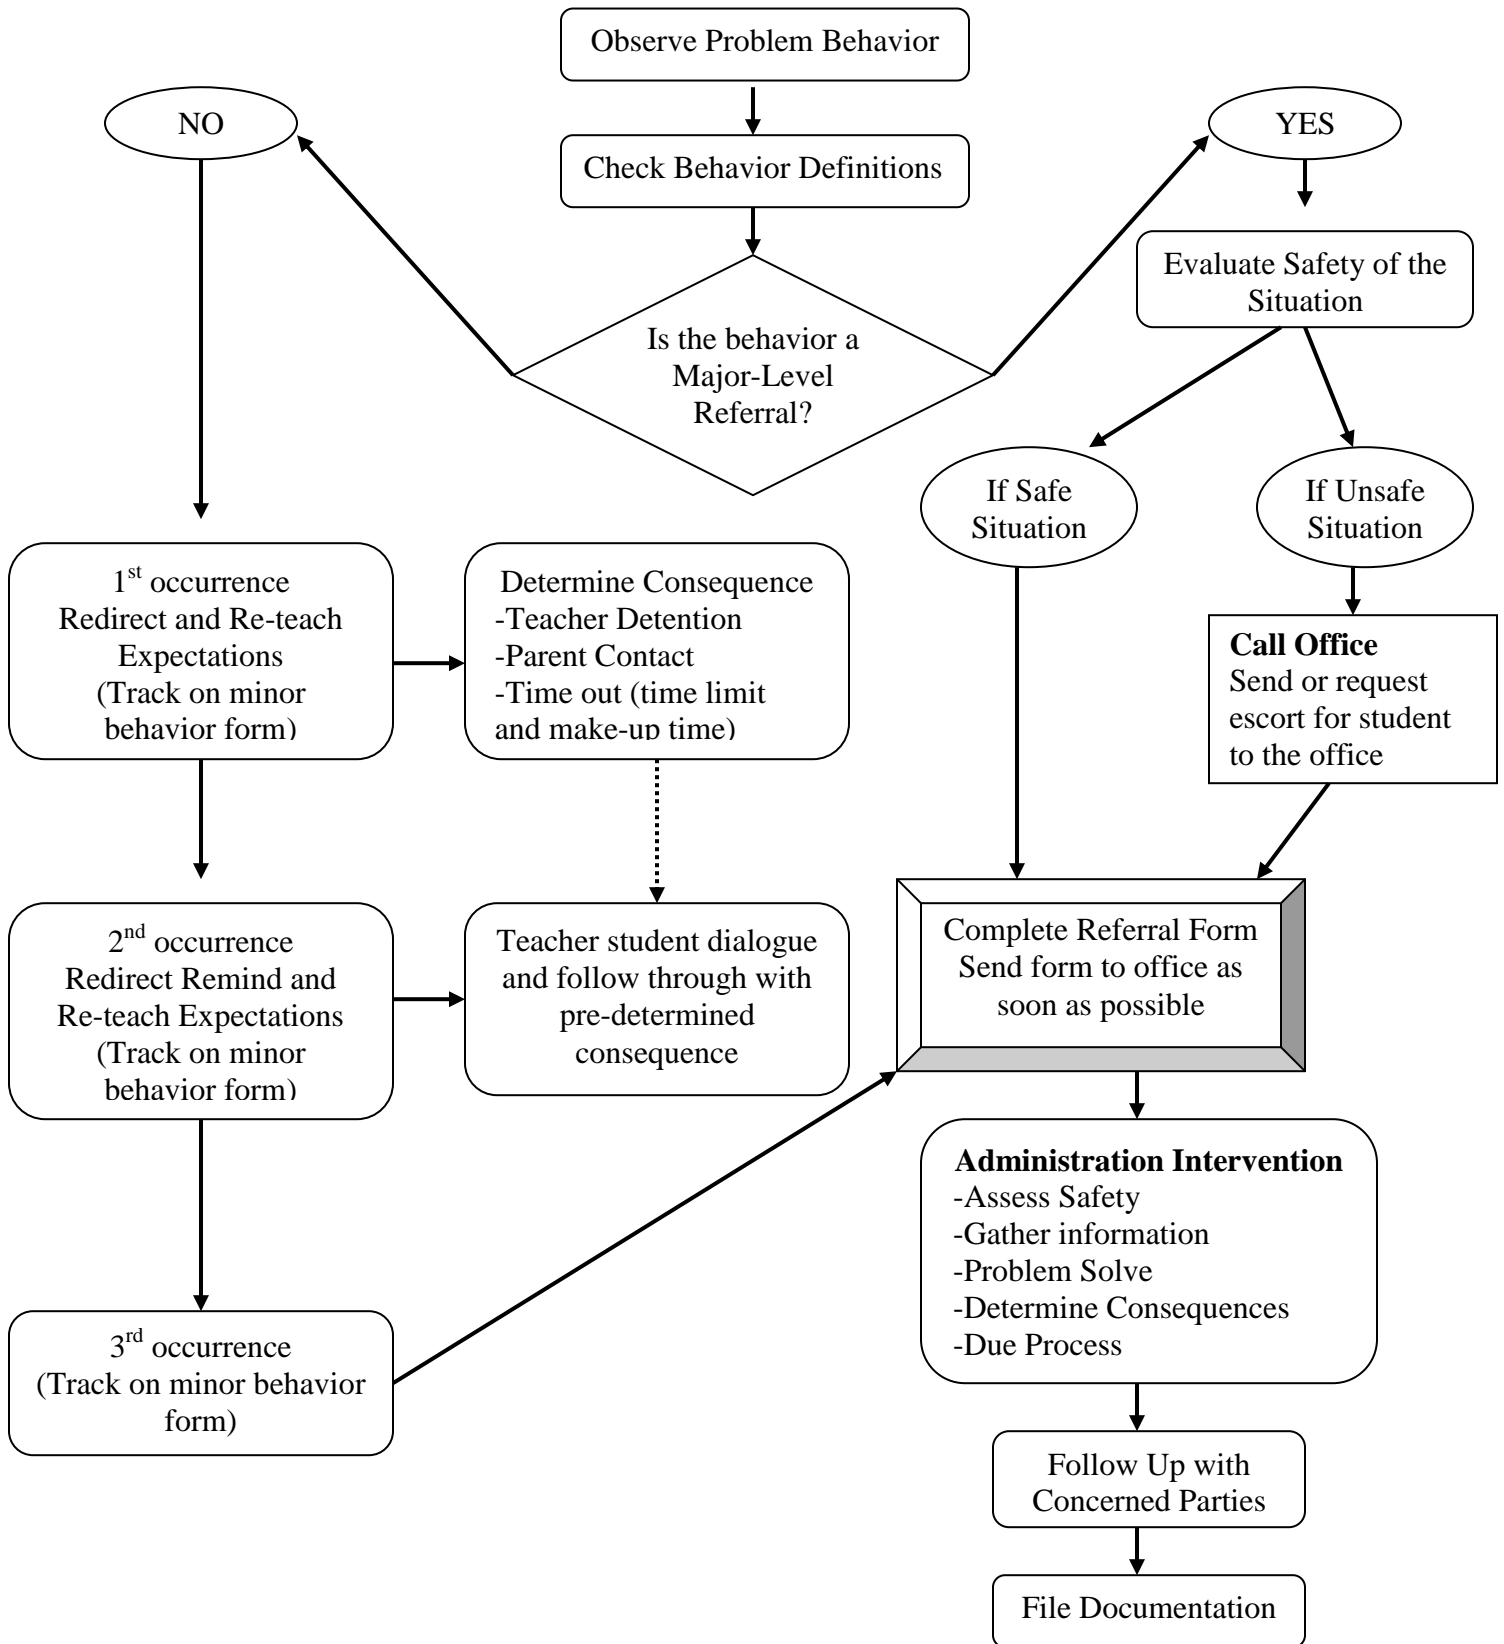 Observe Problem Behavior
NO
YES
Check Behavior Definitions
Evaluate Safety of the
Situation
Is the behavior a
Major-Level
Referral?
If Safe
Situation
If Unsafe
Situation
1st occurrence
Redirect and Re-teach
Expectations
(Track on minor
behavior form)
Determine Consequence
-Teacher Detention
-Parent Contact
-Time out (time limit
and make-up time)
Call Office
Send or request
escort for student
to the office
2nd occurrence
Redirect Remind and
Re-teach Expectations
(Track on minor
behavior form)
Teacher student dialogue
and follow through with
pre-determined
consequence
Complete Referral Form
Send form to office as
soon as possible
Administration Intervention
-Assess Safety
-Gather information
-Problem Solve
-Determine Consequences
-Due Process
3rd occurrence
(Track on minor behavior
form)
Follow Up with
Concerned Parties
File Documentation